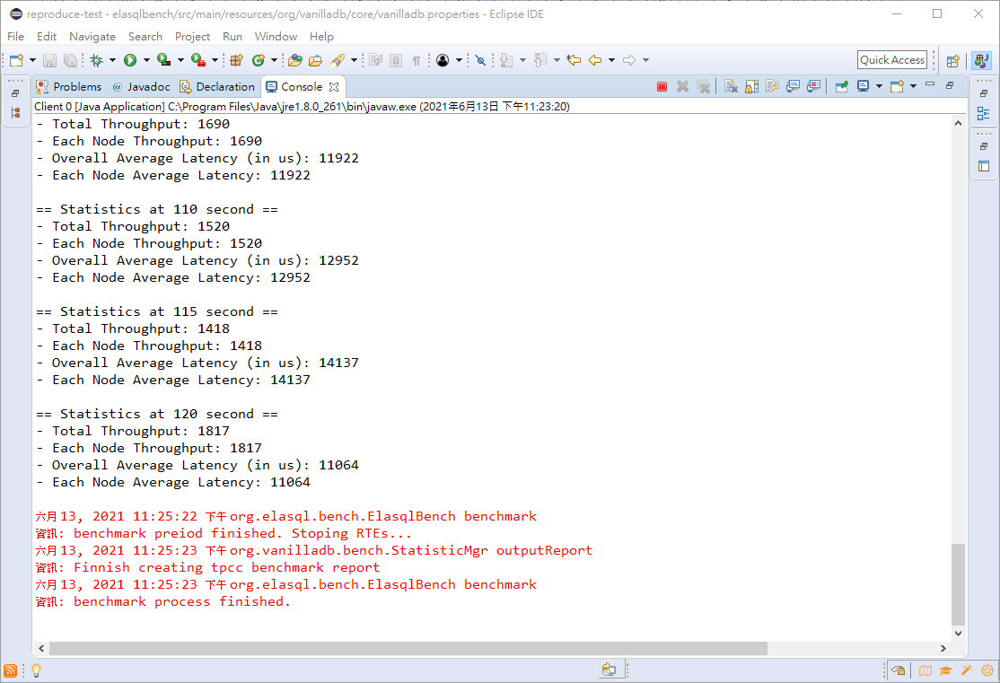 reproduce-test - elasqlbench/src/main/resources/org/vanilladb/core/vanilladb.properties - Eclipse IDE
File Edit Navigate Search Project Run Window Help
Quick Access
Problems @ Javadoc Declaration Console
Client 0 [Java Application] C:\Program Files\Java\jre1.8.0_261\bin\javaw.exe (2021年6月13日 下午11:23:20)
- Total Throughput: 1690
- Each Node Throughput: 1690
- Overall Average Latency (in us): 11922
- Each Node Average Latency: 11922
== Statistics at 110 second ==
- Total Throughput: 1520
- Each Node Throughput: 1520
- Overall Average Latency (in us): 12952
- Each Node Average Latency: 12952
== Statistics at 115 second ==
- Total Throughput: 1418
- Each Node Throughput: 1418
- Overall Average Latency (in us): 14137
- Each Node Average Latency: 14137
== Statistics at 120 second ==
- Total Throughput: 1817
- Each Node Throughput: 1817
- Overall Average Latency (in us): 11064
- Each Node Average Latency: 11064
六月 13, 2021 11:25:22 下午 org.elasql.bench.ElasqlBench benchmark
資訊: benchmark preiod finished. Stoping RTEs...
六月 13, 2021 11:25:23 下午 org.vanilladb.bench.StatisticMgr outputReport
資訊: Finnish creating tpcc benchmark report
六月 13, 2021 11:25:23 下午 org.elasql.bench.ElasqlBench benchmark
資訊: benchmark process finished.